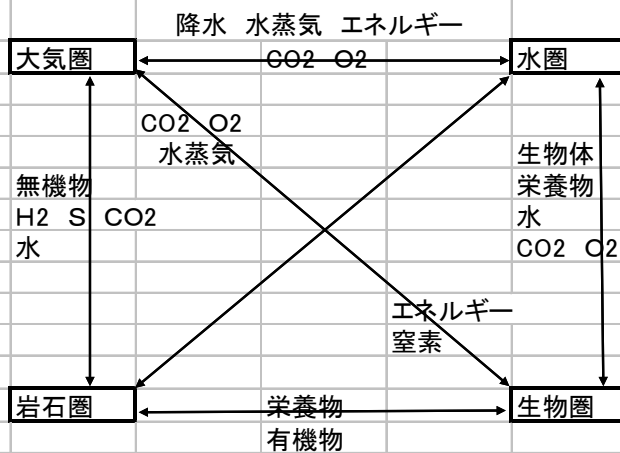 降水 水蒸気 エネルギー
大気圏
CO2 O2
水圏
CO2 O2
水蒸気
生物体
栄養物
水
CO2 O2
無機物
H2 S CO2
水
エネルギー
窒素
岩石圏
栄養物
有機物
生物圏